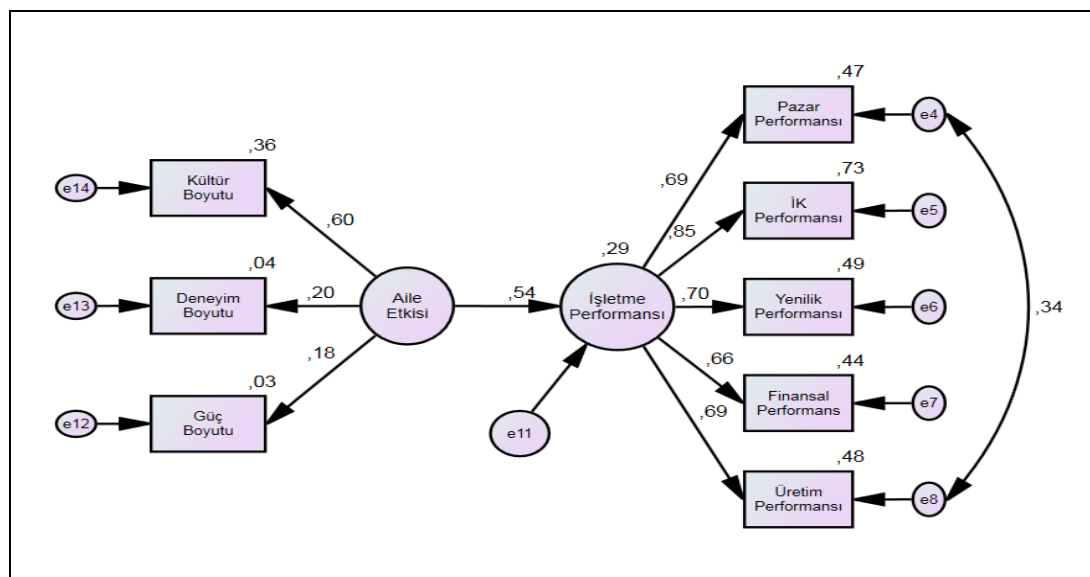 ,47
Pazar
Performansı
e4
,36
,69
,73
e14
Kültür
Boyutu
İK
Performansı
e5
,60
,85
,29
,04
,49
e13
Deneyim
Boyutu
,20
Aile
Etkisi
,54
İşletme
Performansı
,70
Yenilik
Performansı
e6
,34
,18
,66
,44
,03
e12
Güç
Boyutu
,69
Finansal
Performans
e7
e11
,48
Üretim
Performansı
e8